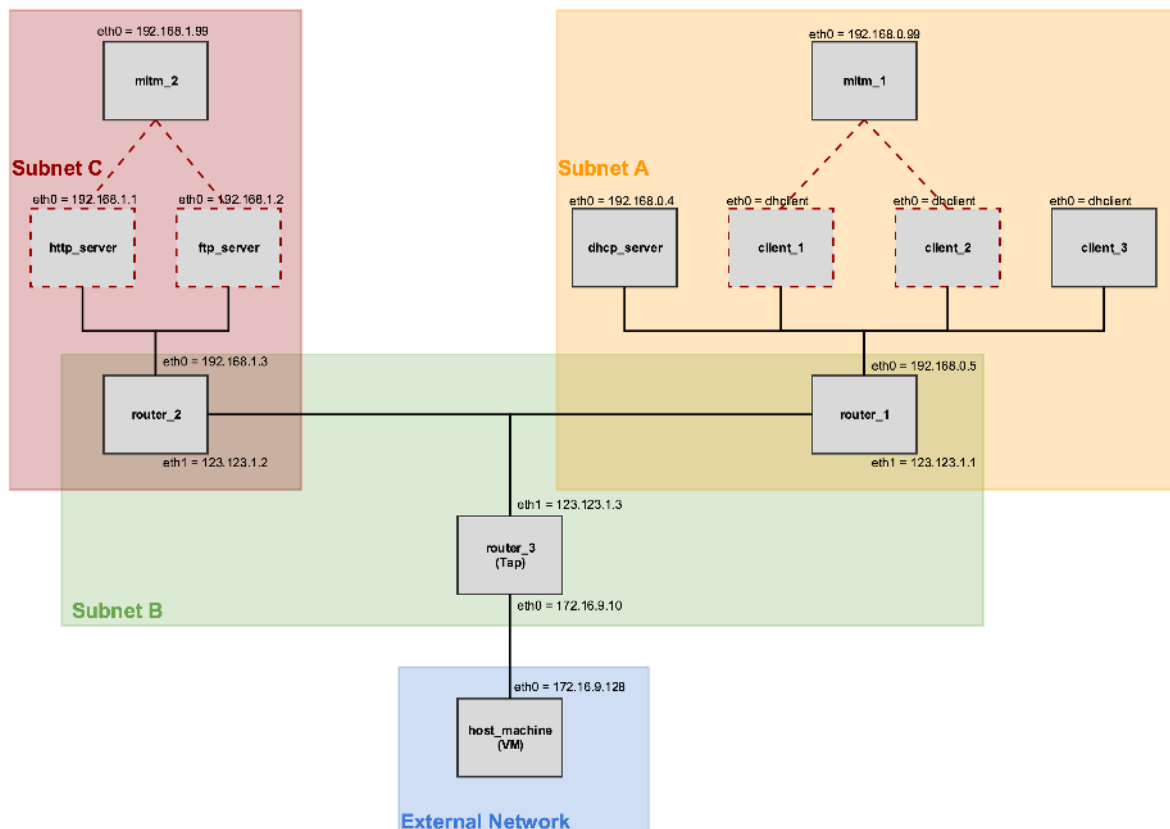 eth0 = 192.168.1.99
mitm_2
eth0 = 192.168.0.99
mitm_1
Subnet C
Subnet A
eth0 = 192.168.1.1
http_server
eth0 = 192.168.1.2
ftp_server
eth0 = 192.168.0.4
dhcp_server
eth0 = dhclient
client_1
eth0 = dhclient
client_2
eth0 = dhclient
client_3
eth0 = 192.168.1.3
router_2
eth1 = 123.123.1.2
eth0 = 192.168.0.5
router_1
eth1 = 123.123.1.1
eth1 = 123.123.1.3
router_3
(Tap)
eth0 = 172.16.9.10
Subnet B
eth0 = 172.16.9.128
host_machine
(VM)
External Network